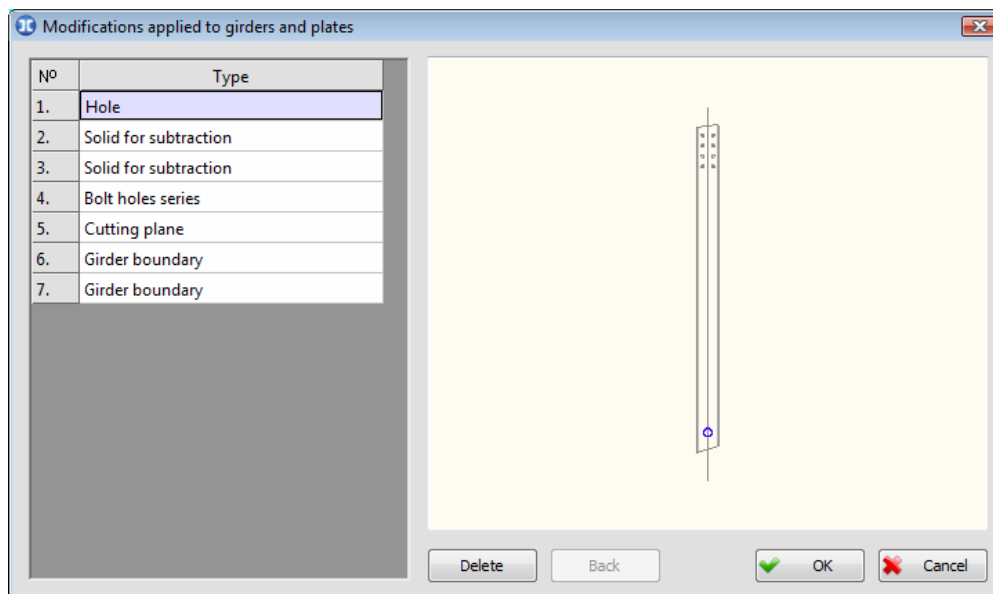 Modifications applied to girders and plates
Nº Type
1. Hole
2. Solid for subtraction
3. Solid for subtraction
4. Bolt holes series
5. Cutting plane
6. Girder boundary
7. Girder boundary
Delete Back OK Cancel